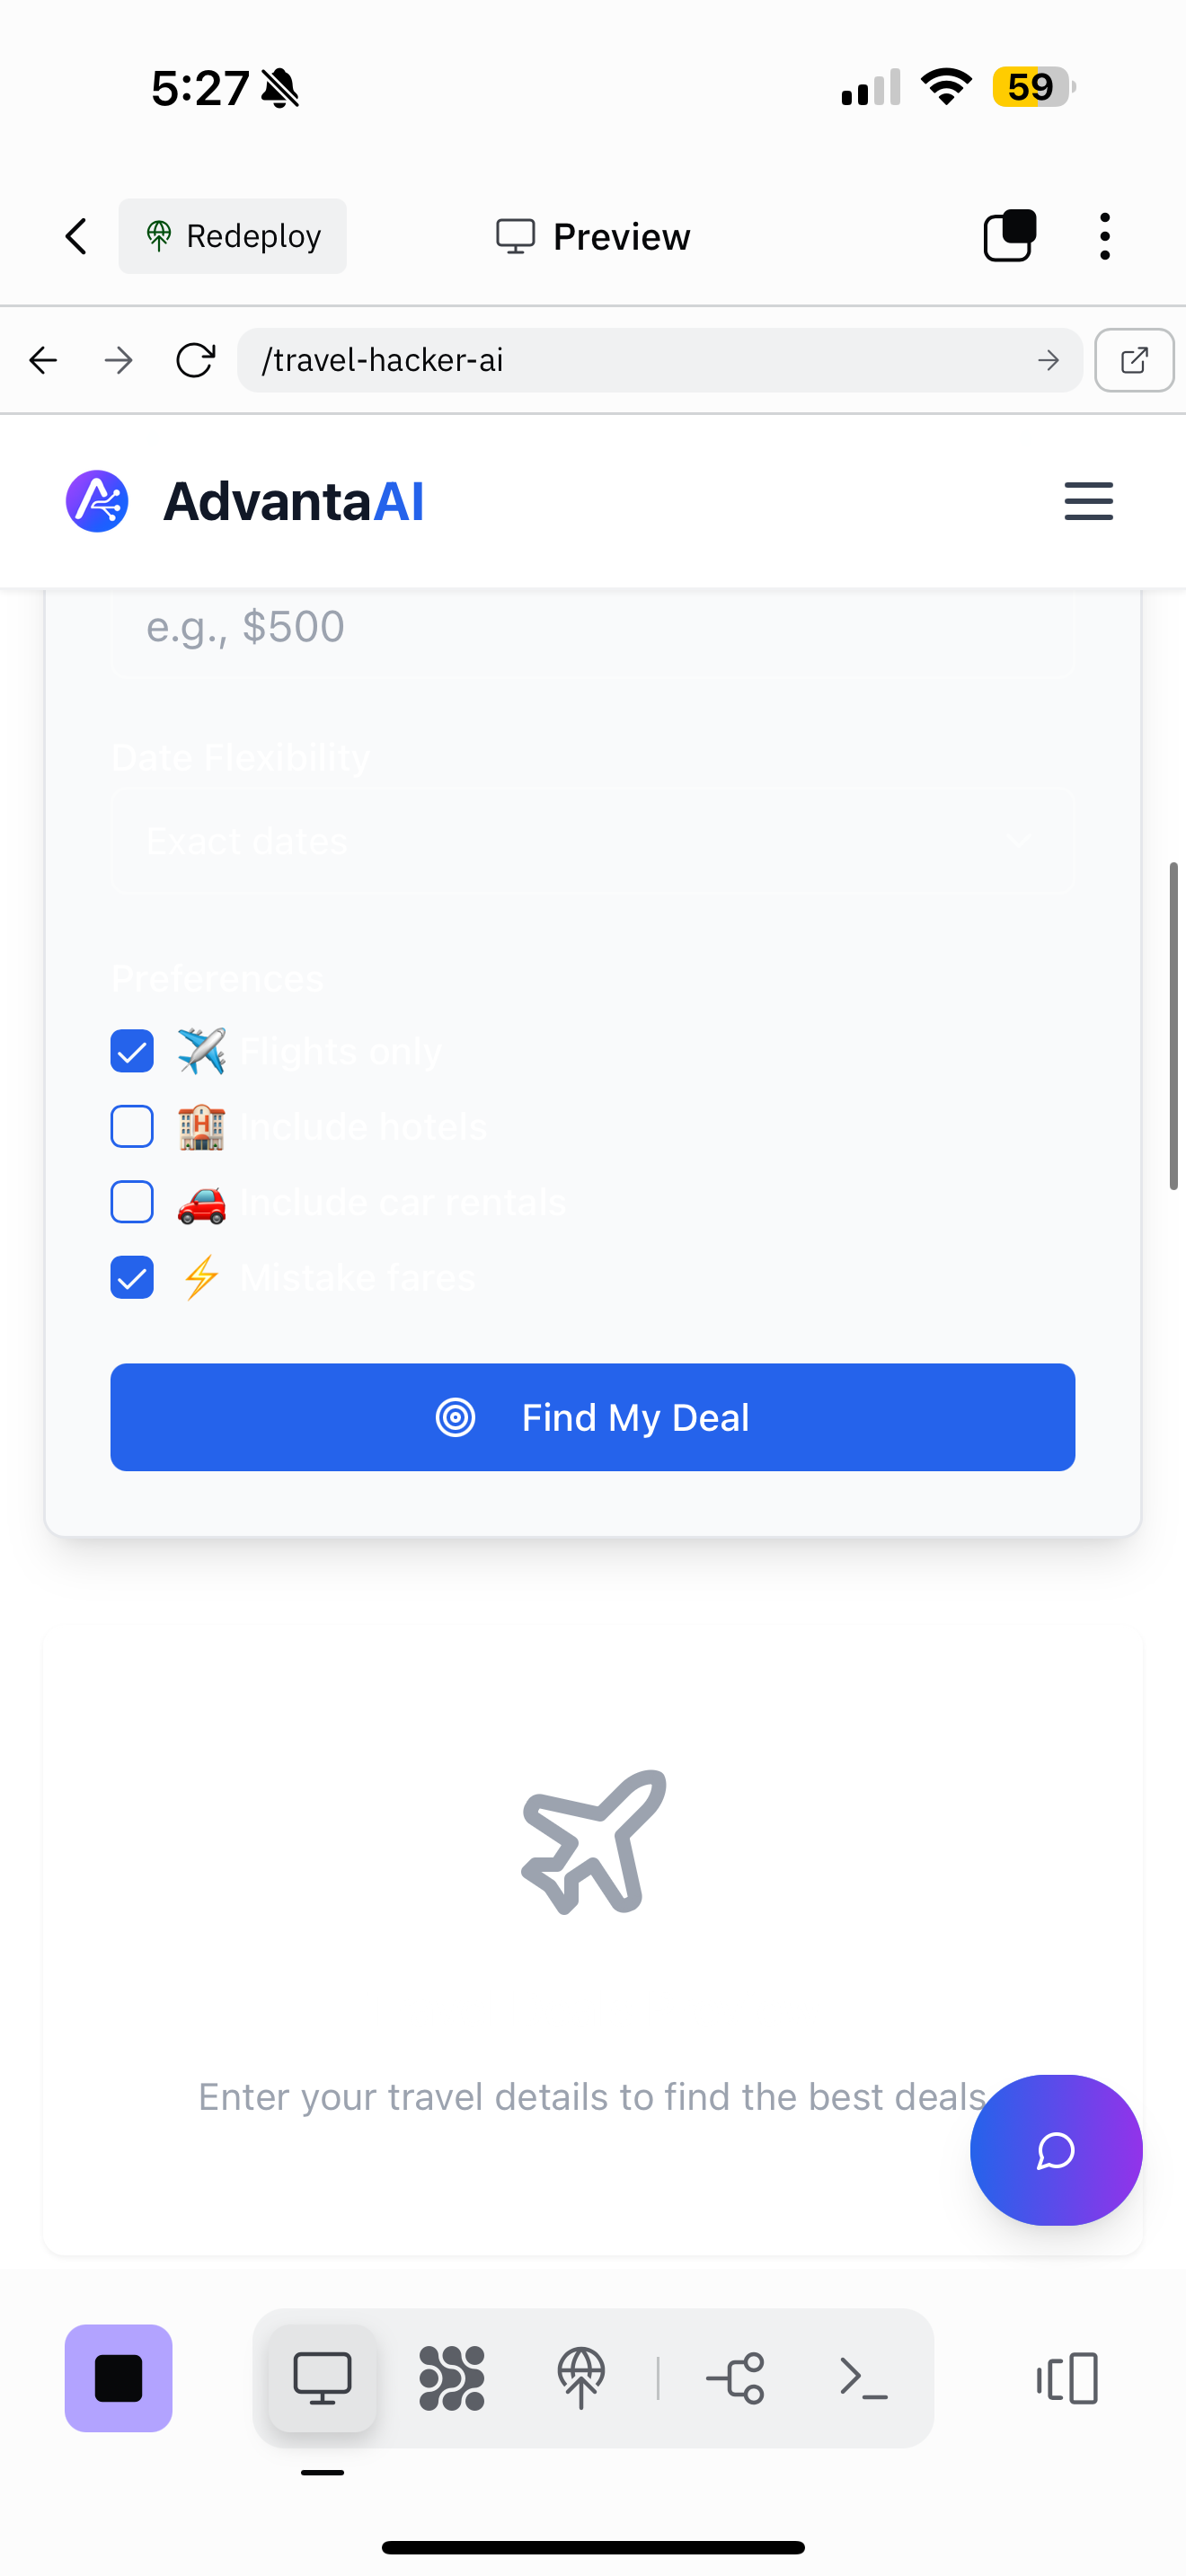 5:27
59
Redeploy
Preview
/travel-hacker-ai
AdvantaAI
e.g., $500
Date Flexibility
Exact dates
Preferences
✈️ Flights only
🏨 Include hotels
🚗 Include car rentals
⚡ Mistake fares
Find My Deal
Enter your travel details to find the best deals